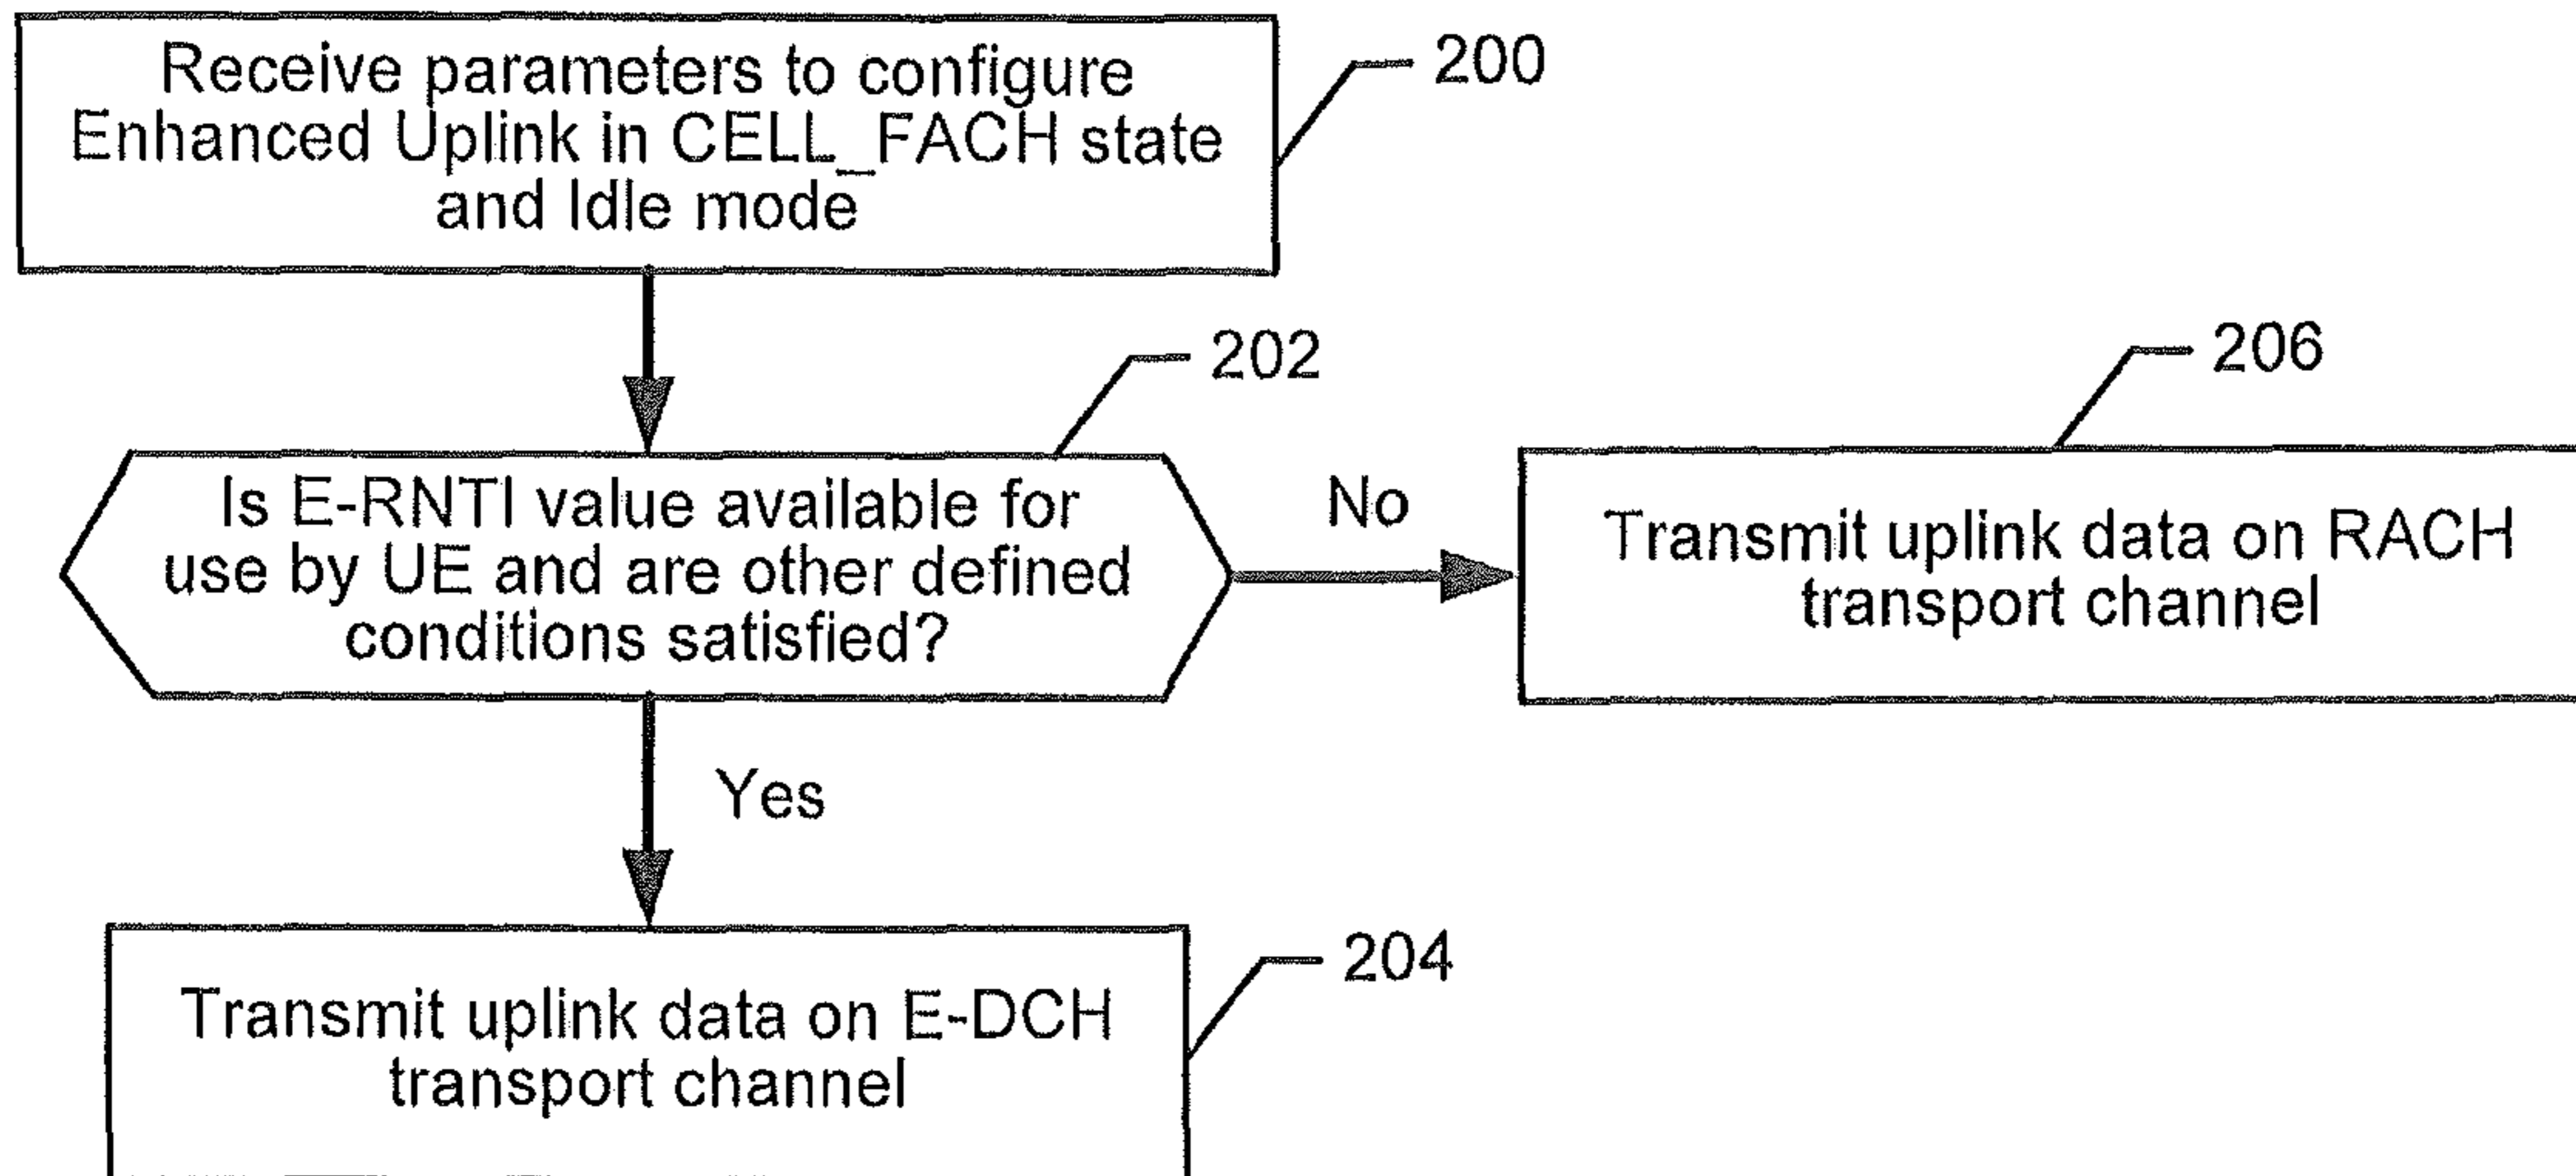 Receive parameters to configure
Enhanced Uplink in CELL_FACH state
and Idle mode
200
202
Is E-RNTI value available for
use by UE and are other defined
conditions satisfied?
No
206
Transmit uplink data on RACH
transport channel
Yes
204
Transmit uplink data on E-DCH
transport channel